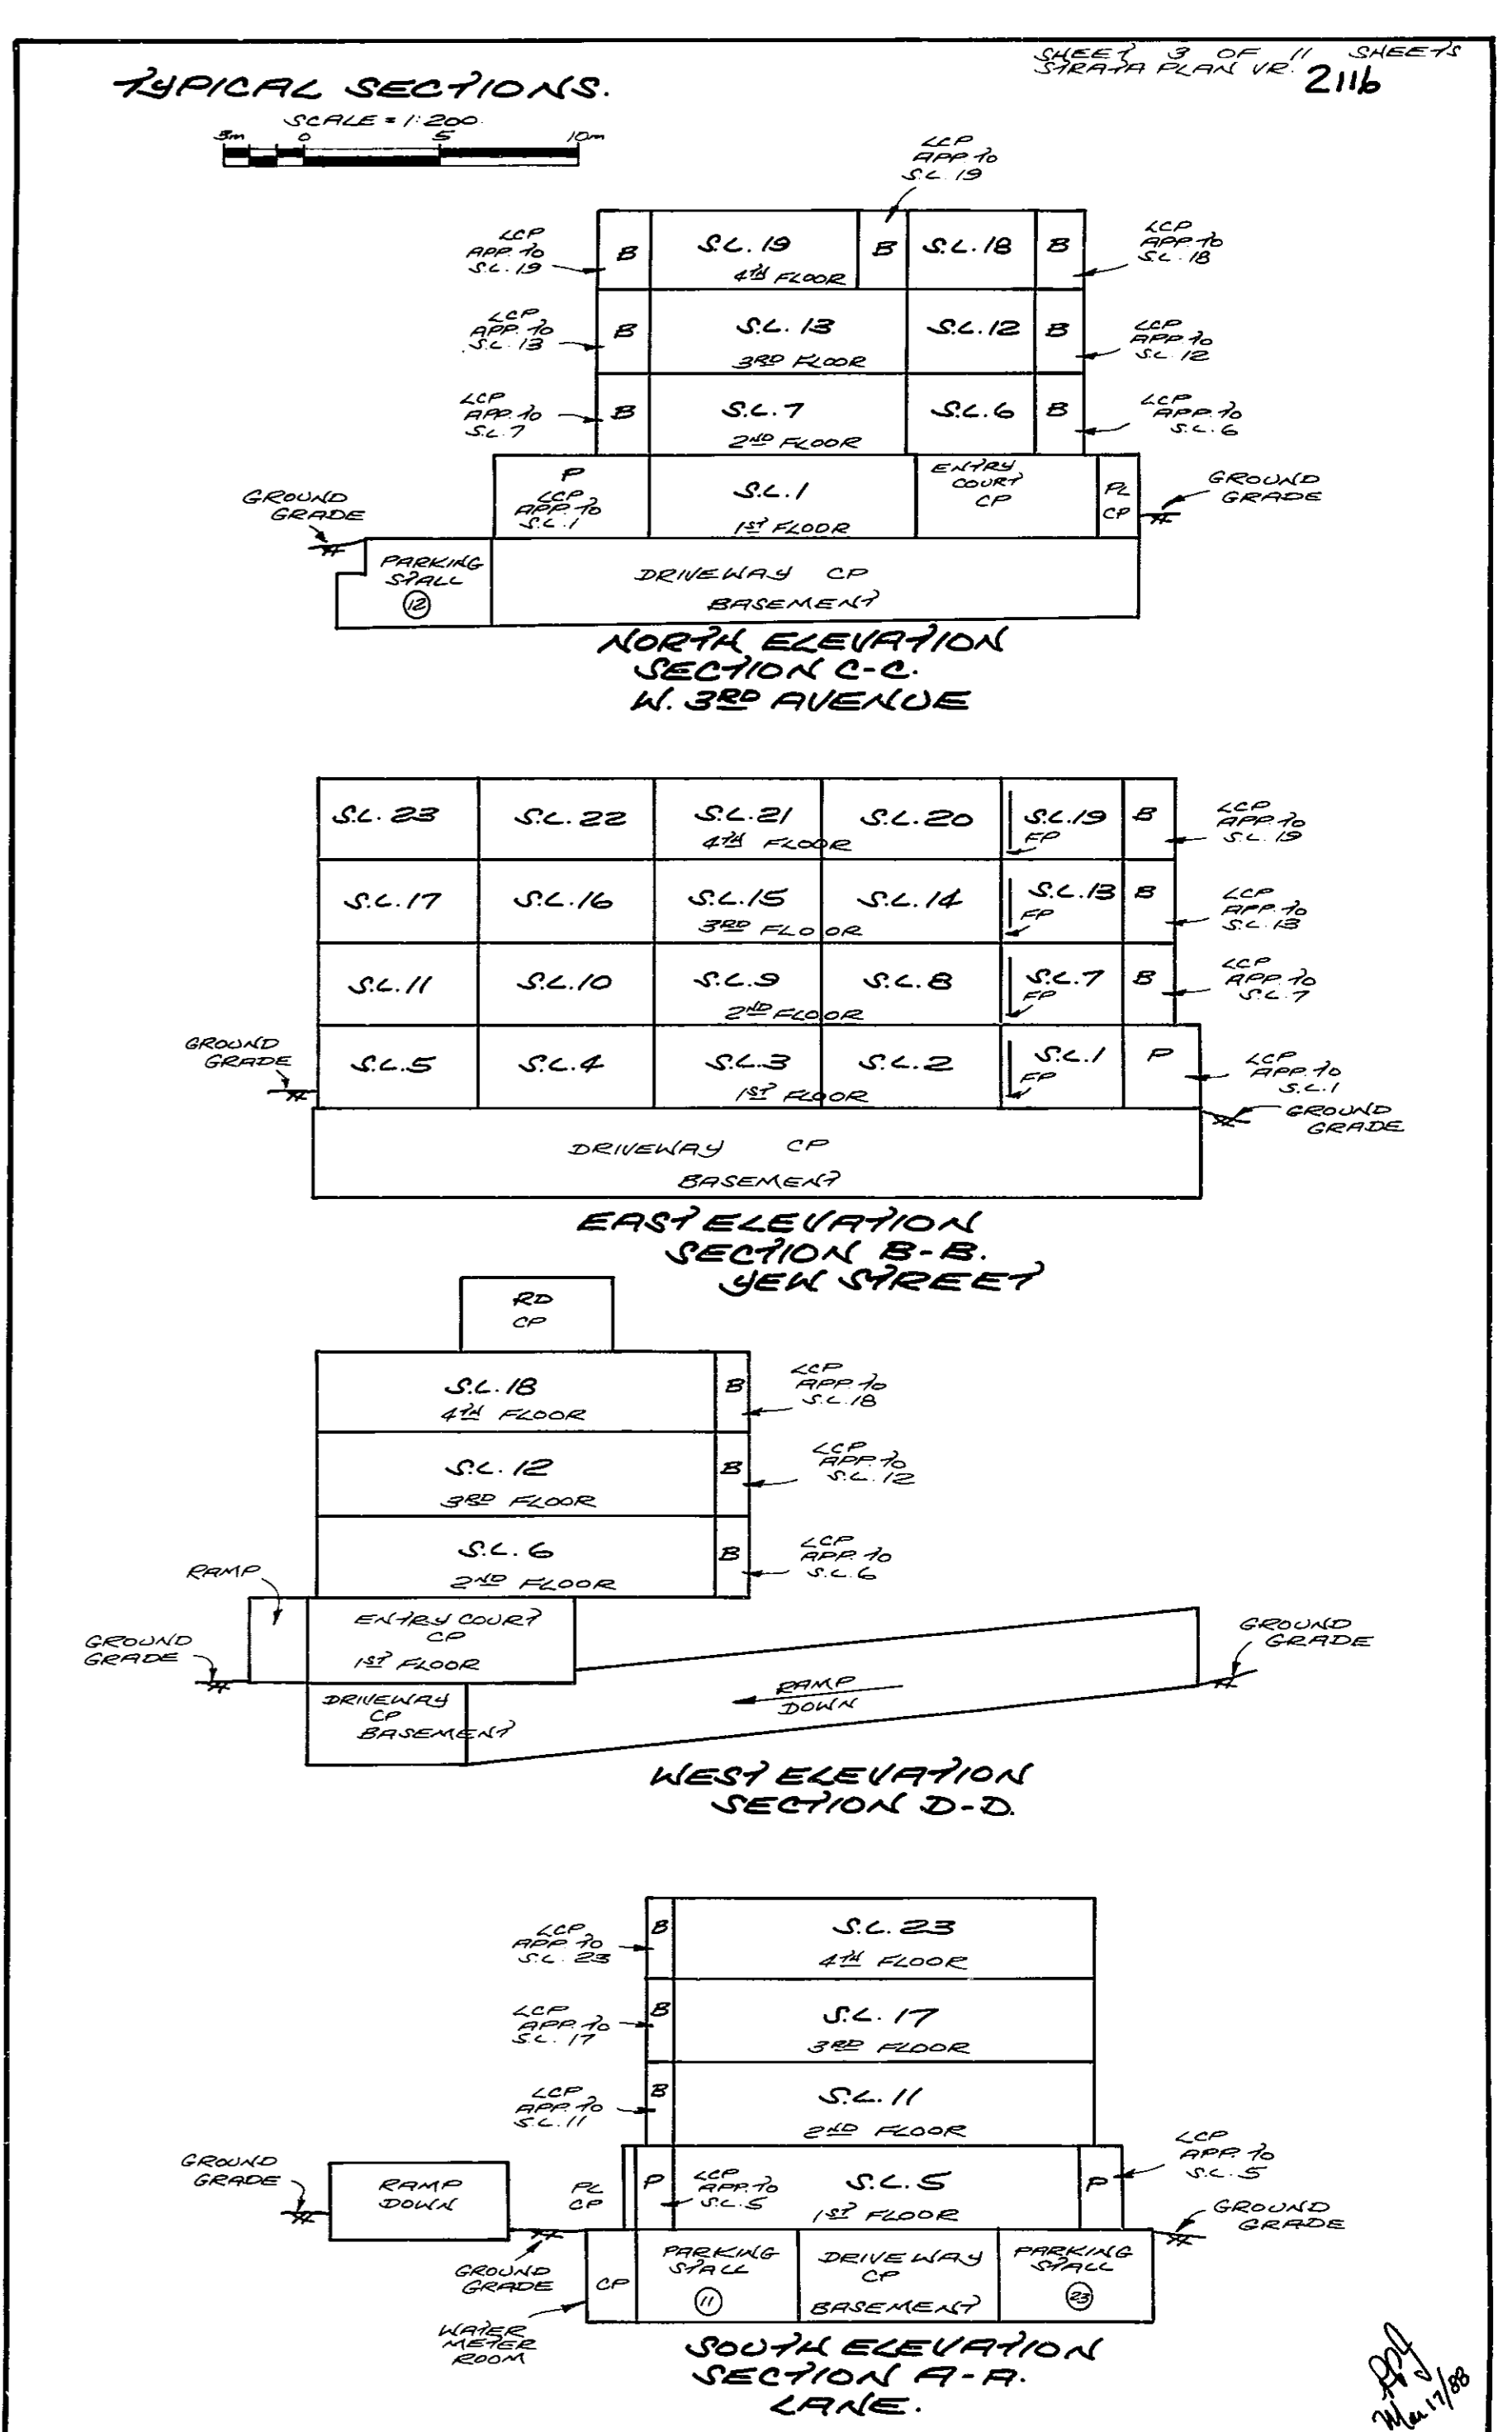 SHEET 3 OF 11 SHEETS
STRATA PLAN VR. 2116
TYPICAL SECTIONS.
SCALE = 1:200.
3m 0 5 10m
LCP
APP. to
S.L. 19
LCP
APP. to
S.L. 19
B
S.L. 19
4TH FLOOR
B
S.L. 18
B
LCP
APP. to
S.L. 18
LCP
APP. to
S.L. 13
B
S.L. 13
3RD FLOOR
S.L. 12
B
LCP
APP. to
S.L. 12
LCP
APP. to
S.L. 7
B
S.L. 7
2ND FLOOR
S.L. 6
B
LCP
APP. to
S.L. 6
GROUND
GRADE
P
LCP
APP. to
S.L. 1
S.L. 1
1ST FLOOR
ENTRY
COURT
CP
PL
CP
GROUND
GRADE
PARKING
STALL
12
DRIVEWAY CP
BASEMENT
NORTH ELEVATION
SECTION C-C.
W. 3RD AVENUE
S.L. 23 S.L. 22 S.L. 21 S.L. 20 S.L. 19 B
4TH FLOOR
FP
LCP
APP. to
S.L. 19
S.L. 17 S.L. 16 S.L. 15 S.L. 14 S.L. 13 B
3RD FLOOR
FP
LCP
APP. to
S.L. 13
S.L. 11 S.L. 10 S.L. 9 S.L. 8 S.L. 7 B
2ND FLOOR
FP
LCP
APP. to
S.L. 7
GROUND
GRADE
S.L. 5 S.L. 4 S.L. 3 S.L. 2 S.L. 1 P
1ST FLOOR
FP
LCP
APP. to
S.L. 1
GROUND
GRADE
DRIVEWAY CP
BASEMENT
EAST ELEVATION
SECTION B-B.
YEW STREET
RD
CP
S.L. 18
4TH FLOOR
B
LCP
APP. to
S.L. 18
S.L. 12
3RD FLOOR
B
LCP
APP. to
S.L. 12
S.L. 6
2ND FLOOR
B
LCP
APP. to
S.L. 6
RAMP
GROUND
GRADE
ENTRY COURT
CP
1ST FLOOR
DRIVEWAY
CP
BASEMENT
RAMP
DOWN
GROUND
GRADE
WEST ELEVATION
SECTION D-D.
LCP
APP. to
S.L. 23
B
S.L. 23
4TH FLOOR
LCP
APP. to
S.L. 17
B
S.L. 17
3RD FLOOR
LCP
APP. to
S.L. 11
B
S.L. 11
2ND FLOOR
GROUND
GRADE
RAMP
DOWN
PL
CP
P
LCP
APP. to
S.L. 5
S.L. 5
1ST FLOOR
P
LCP
APP. to
S.L. 5
GROUND
GRADE
GROUND
GRADE
CP
PARKING
STALL
11
DRIVEWAY
CP
BASEMENT
PARKING
STALL
23
WATER
METER
ROOM
SOUTH ELEVATION
SECTION A-A.
LANE.
Mar 17/88